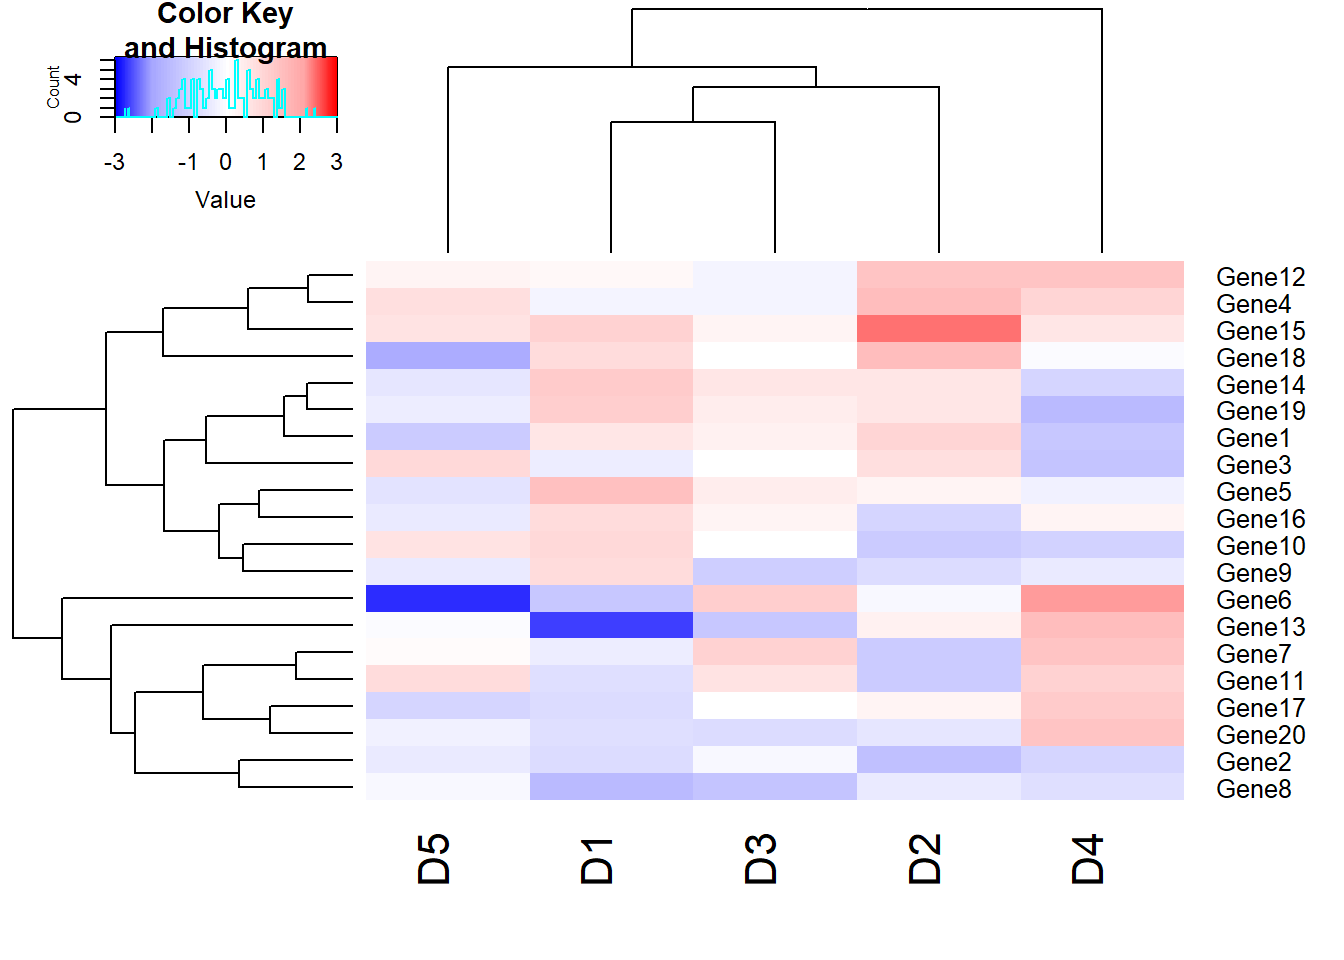 Color Key
and Histogram
Count
0 4
-3 -1 0 1 2 3
Value
Gene12
Gene4
Gene15
Gene18
Gene14
Gene19
Gene1
Gene3
Gene5
Gene16
Gene10
Gene9
Gene6
Gene13
Gene7
Gene11
Gene17
Gene20
Gene2
Gene8
D5 D1 D3 D2 D4